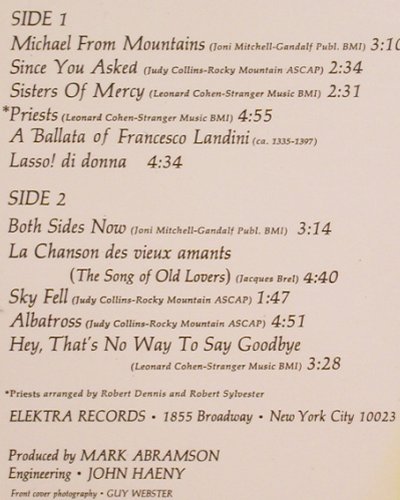 SIDE 1
Michael From Mountains (Joni Mitchell-Gandalf Publ. BMI) 3:10
Since You Asked (Judy Collins-Rocky Mountain ASCAP) 2:34
Sisters Of Mercy (Leonard Cohen-Stranger Music BMI) 2:31
*Priests (Leonard Cohen-Stranger Music BMI) 4:55
A Ballata of Francesco Landini (ca. 1335-1397)
Lasso! di donna 4:34
SIDE 2
Both Sides Now (Joni Mitchell-Gandalf Publ. BMI) 3:14
La Chanson des vieux amants
(The Song of Old Lovers) (Jacques Brel) 4:40
Sky Fell (Judy Collins-Rocky Mountain ASCAP) 1:47
Albatross (Judy Collins-Rocky Mountain ASCAP) 4:51
Hey, That's No Way To Say Goodbye
(Leonard Cohen-Stranger Music BMI) 3:28
*Priests arranged by Robert Dennis and Robert Sylvester
ELEKTRA RECORDS • 1855 Broadway • New York City 10023
Produced by MARK ABRAMSON
Engineering • JOHN HAENY
Front cover photography • GUY WEBSTER